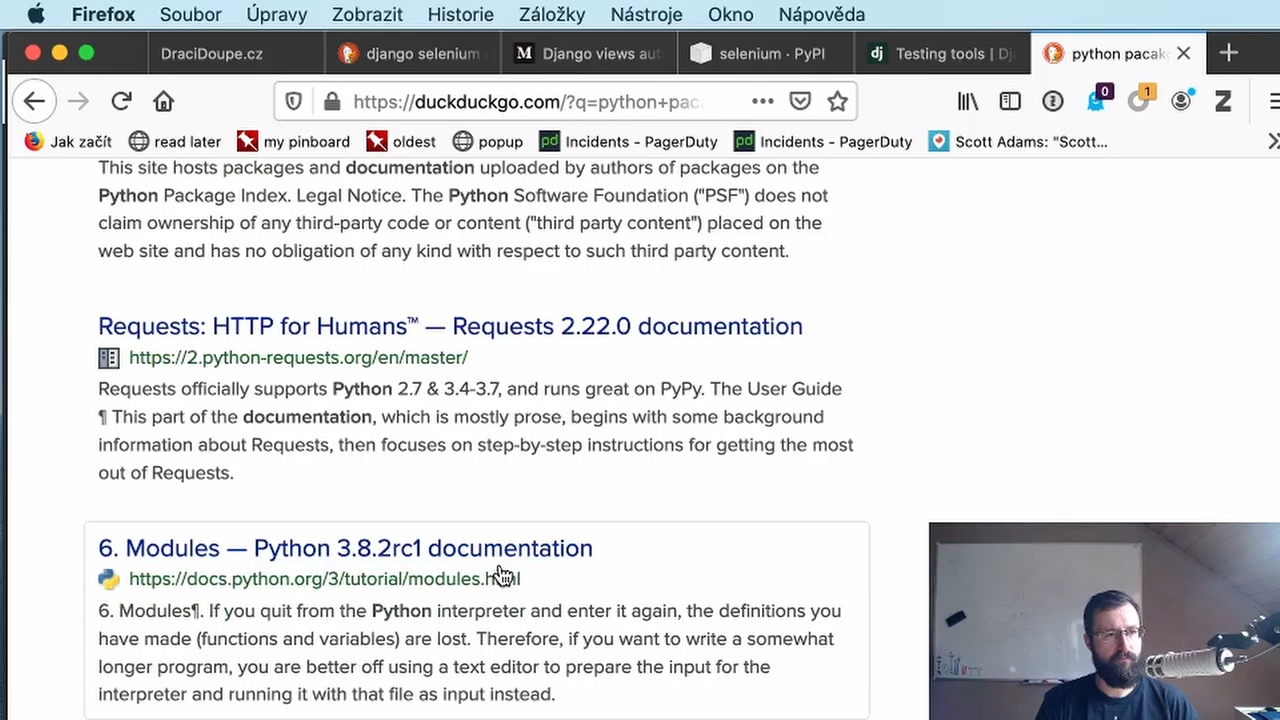 Firefox Soubor Úpravy Zobrazit Historie Záložky Nástroje Okno Nápověda
DraciDoupe.cz django selenium M Django views aut selenium · PyPI dj Testing tools | Dj python pacak
https://duckduckgo.com/?q=python+pac 0 1 Z
Jak začít read later my pinboard oldest popup pd Incidents - PagerDuty pd Incidents - PagerDuty Scott Adams: "Scott...
This site hosts packages and documentation uploaded by authors of packages on the
Python Package Index. Legal Notice. The Python Software Foundation ("PSF") does not
claim ownership of any third-party code or content ("third party content") placed on the
web site and has no obligation of any kind with respect to such third party content.
Requests: HTTP for Humans™ — Requests 2.22.0 documentation
https://2.python-requests.org/en/master/
Requests officially supports Python 2.7 & 3.4-3.7, and runs great on PyPy. The User Guide
¶ This part of the documentation, which is mostly prose, begins with some background
information about Requests, then focuses on step-by-step instructions for getting the most
out of Requests.
6. Modules — Python 3.8.2rc1 documentation
https://docs.python.org/3/tutorial/modules.html
6. Modules¶. If you quit from the Python interpreter and enter it again, the definitions you
have made (functions and variables) are lost. Therefore, if you want to write a somewhat
longer program, you are better off using a text editor to prepare the input for the
interpreter and running it with that file as input instead.